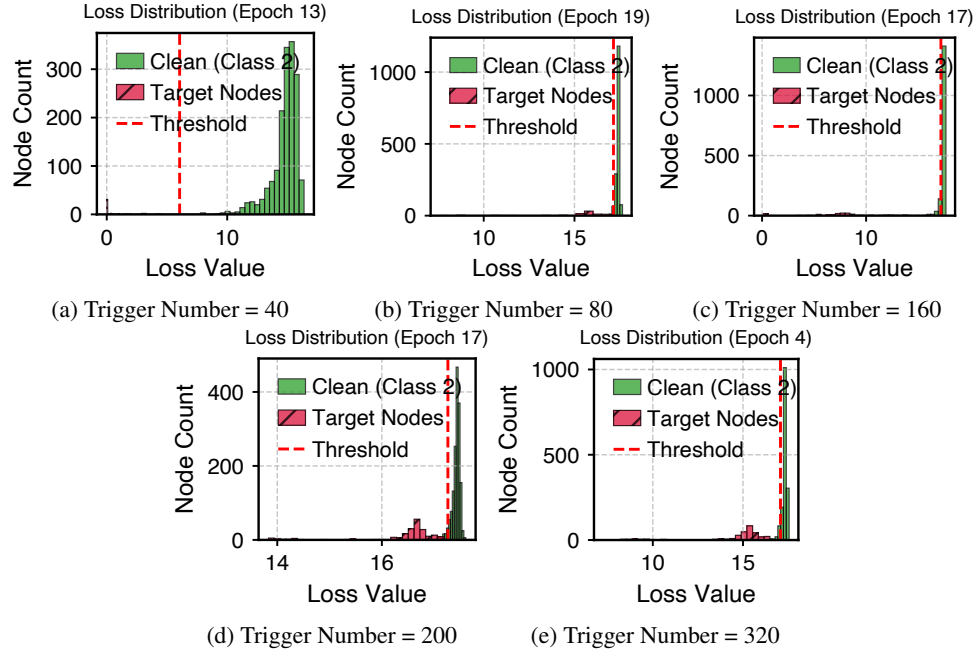 Loss Distribution (Epoch 13)
Node Count
300
200
100
0
Clean (Class 2)
Target Nodes
Threshold
0 10
Loss Value
(a) Trigger Number = 40
Loss Distribution (Epoch 19)
Node Count
1000
500
0
Clean (Class 2)
Target Nodes
Threshold
10 15
Loss Value
(b) Trigger Number = 80
Loss Distribution (Epoch 17)
Node Count
1000
500
0
Clean (Class 2)
Target Nodes
Threshold
0 10
Loss Value
(c) Trigger Number = 160
Loss Distribution (Epoch 17)
Node Count
400
200
0
Clean (Class 2)
Target Nodes
Threshold
14 16
Loss Value
(d) Trigger Number = 200
Loss Distribution (Epoch 4)
Node Count
1000
500
0
Clean (Class 2)
Target Nodes
Threshold
10 15
Loss Value
(e) Trigger Number = 320